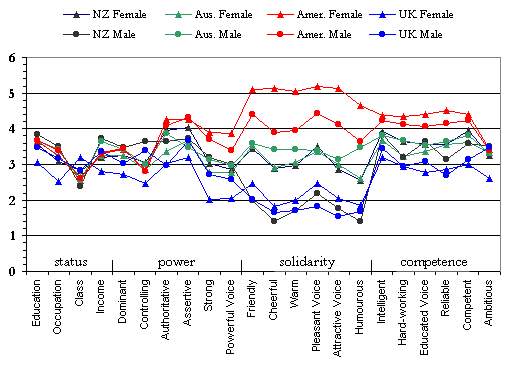 NZ Female Aus. Female Amer. Female UK Female
NZ Male Aus. Male Amer. Male UK Male
6
5
4
3
2
1
0
status power solidarity competence
Education
Occupation
Class
Income
Dominant
Controlling
Authoritative
Assertive
Strong
Powerful Voice
Friendly
Cheerful
Warm
Pleasant Voice
Attractive Voice
Humourous
Intelligent
Hard-working
Educated Voice
Reliable
Competent
Ambitious